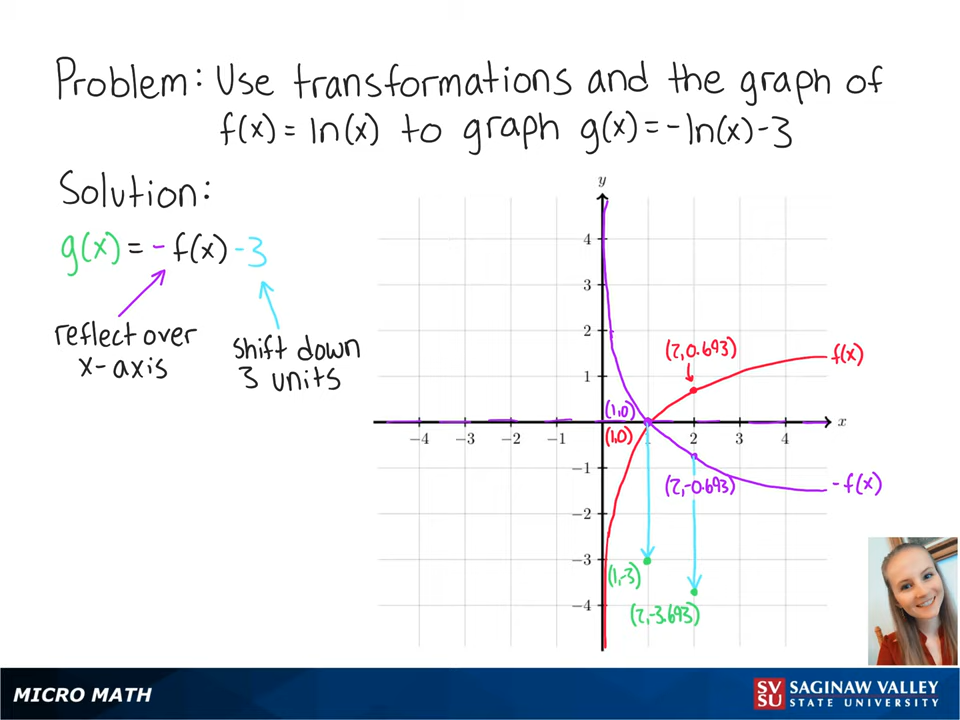 Problem: Use transformations and the graph of
f(x) = ln(x) to graph g(x) = -ln(x) - 3
Solution:
g(x) = - f(x) - 3
reflect over
x-axis
shift down
3 units
y
4
3
2
1
(2, 0.693)
f(x)
(1,0)
x
(1,0)
−4 −3 −2 −1 1 2 3 4
−1
(2, -0.693)
-f(x)
−2
−3
(1, -3)
−4
(2, -3.693)
MICRO MATH
SV
SU
SAGINAW VALLEY
STATE UNIVERSITY